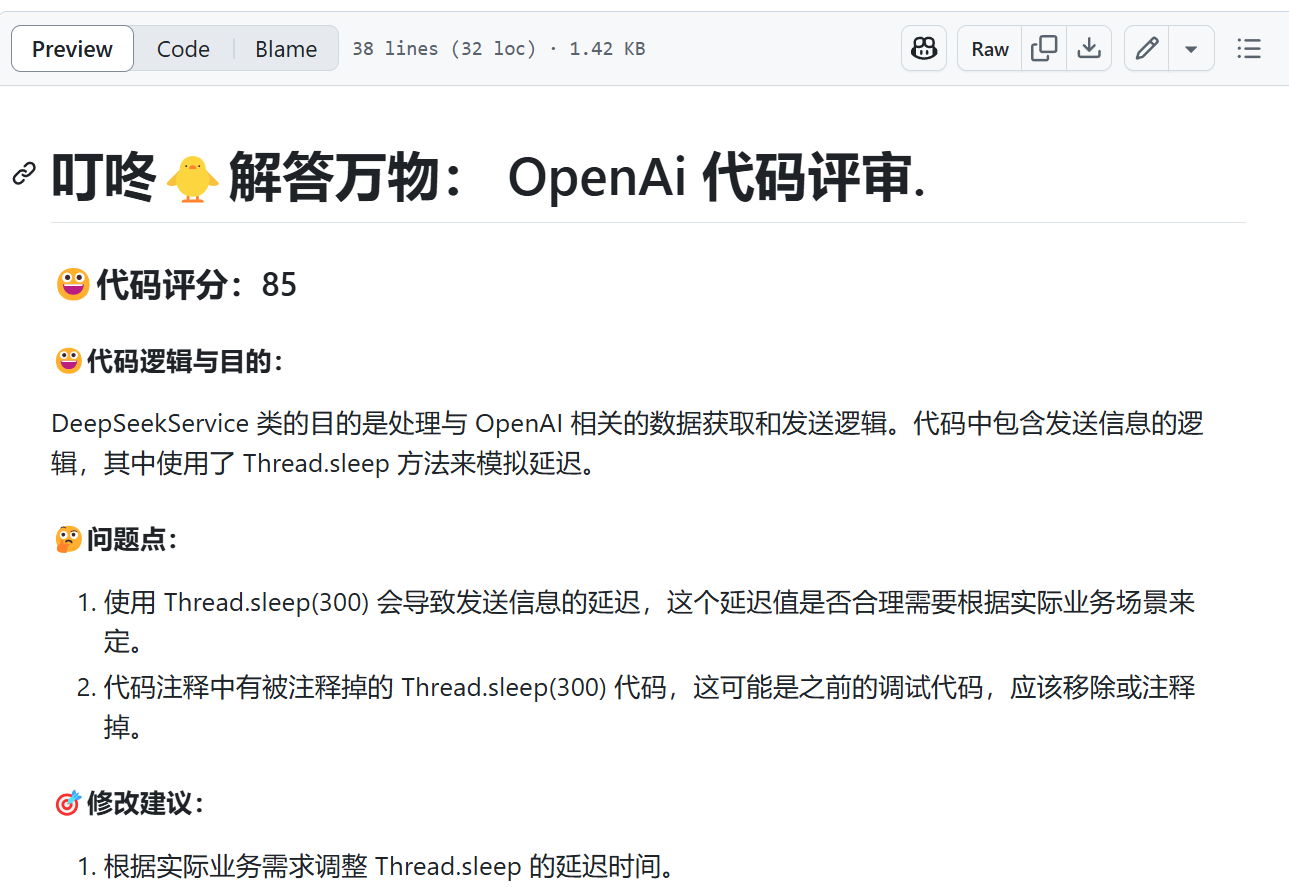 Preview Code Blame 38 lines (32 loc) · 1.42 KB Raw
叮咚🐤解答万物： OpenAi 代码评审.
😀代码评分：85
😀代码逻辑与目的：
DeepSeekService 类的目的是处理与 OpenAI 相关的数据获取和发送逻辑。代码中包含发送信息的逻
辑，其中使用了 Thread.sleep 方法来模拟延迟。
🤔问题点：
1. 使用 Thread.sleep(300) 会导致发送信息的延迟，这个延迟值是否合理需要根据实际业务场景来
定。
2. 代码注释中有被注释掉的 Thread.sleep(300) 代码，这可能是之前的调试代码，应该移除或注释
掉。
🎯修改建议：
1. 根据实际业务需求调整 Thread.sleep 的延迟时间。